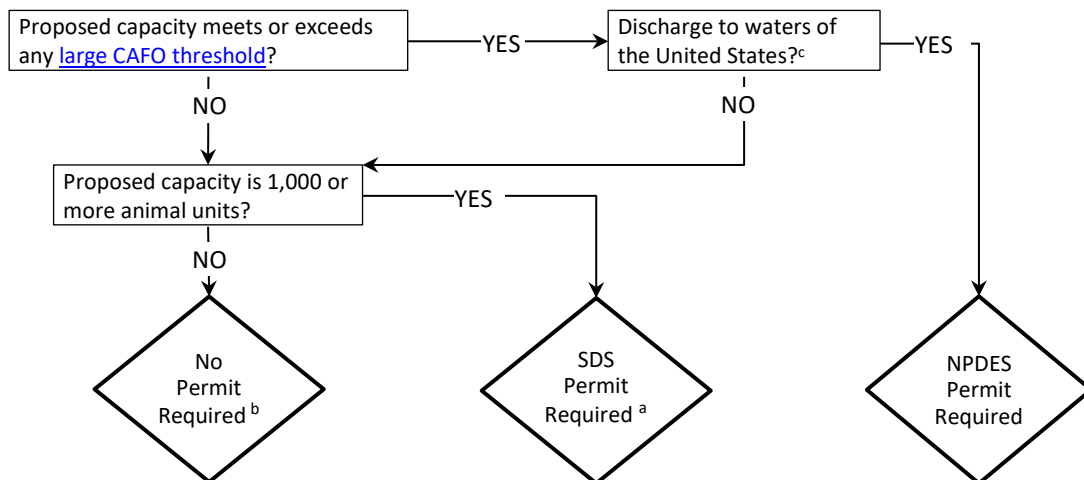 Proposed capacity meets or exceeds
any large CAFO threshold?
YES
Discharge to waters of
the United States?ᶜ
YES
NO
NO
Proposed capacity is 1,000 or
more animal units?
YES
NO
No
Permit
Required ᵇ
SDS
Permit
Required ᵃ
NPDES
Permit
Required